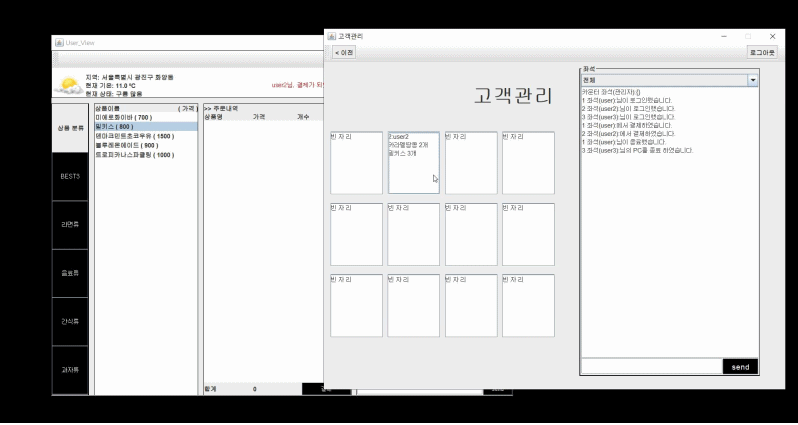 User_View
지역: 서울특별시 광진구 화양동
현재 기온: 11.0 ºC
현재 상태: 구름 많음
user2님, 결제가 되
상품 분류
BEST5
라면류
음료류
간식류
과자류
상품이름 ( 가격 )
미에로화이바 ( 700 )
밀키스 ( 800 )
덴마크민트초코우유 ( 1500 )
블루레몬에이드 ( 900 )
트로피카나스파클링 ( 1000 )
>> 주문내역
상품명 가격 개수
합계 0
고객관리
< 이전
로그아웃
고객관리
빈 자 리
2:user2
카라멜팝콘 2개
밀키스 3개
빈 자 리
빈 자 리
빈 자 리
빈 자 리
빈 자 리
빈 자 리
빈 자 리
빈 자 리
빈 자 리
빈 자 리
좌석
전체
카운터 좌석(관리자):()
1 좌석(user):님이 로그인했습니다.
2 좌석(user2):님이 로그인했습니다.
3 좌석(user3):님이 로그인했습니다.
1 좌석(user):에서 결제하였습니다.
2 좌석(user2):에서 결제하였습니다.
1 좌석(user):님이 종료했습니다.
3 좌석(user3):님의 PC를 종료 하였습니다.
send